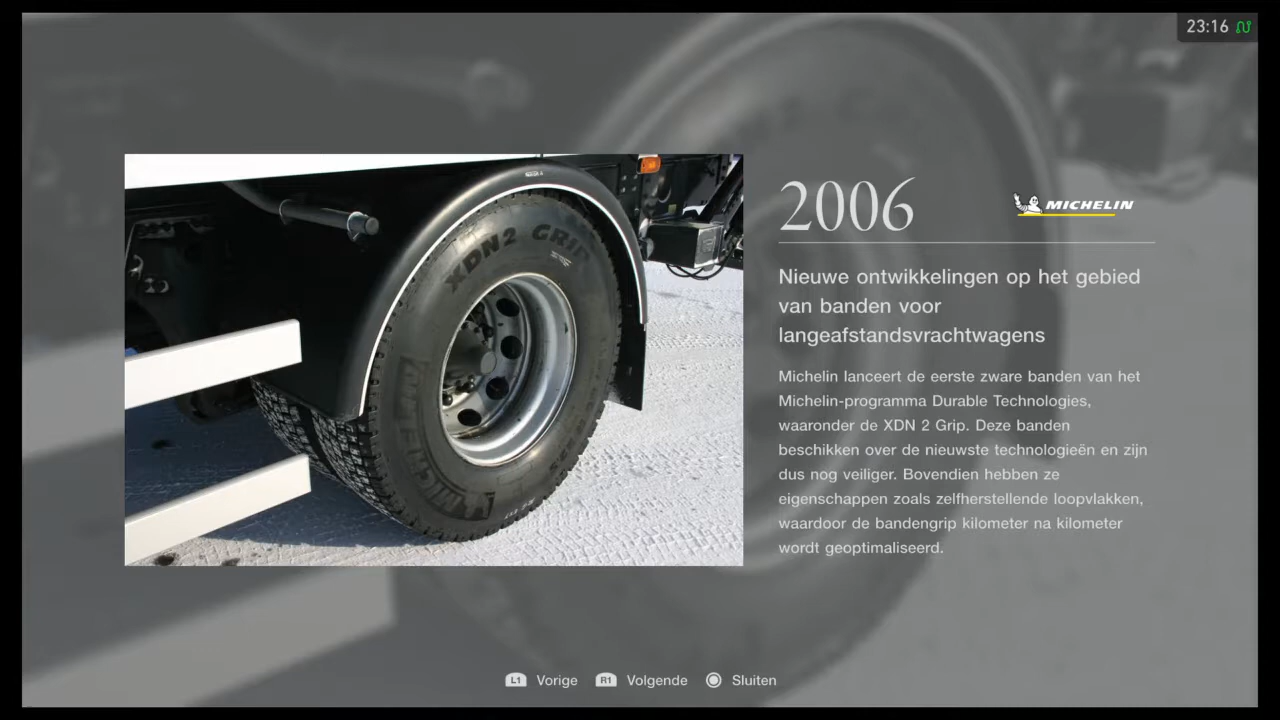 23:16
XDN2 GRIP
MICHELIN
2006
MICHELIN
Nieuwe ontwikkelingen op het gebied
van banden voor
langeafstandsvrachtwagens
Michelin lanceert de eerste zware banden van het
Michelin-programma Durable Technologies,
waaronder de XDN 2 Grip. Deze banden
beschikken over de nieuwste technologieën en zijn
dus nog veiliger. Bovendien hebben ze
eigenschappen zoals zelfherstellende loopvlakken,
waardoor de bandengrip kilometer na kilometer
wordt geoptimaliseerd.
L1 Vorige R1 Volgende Sluiten